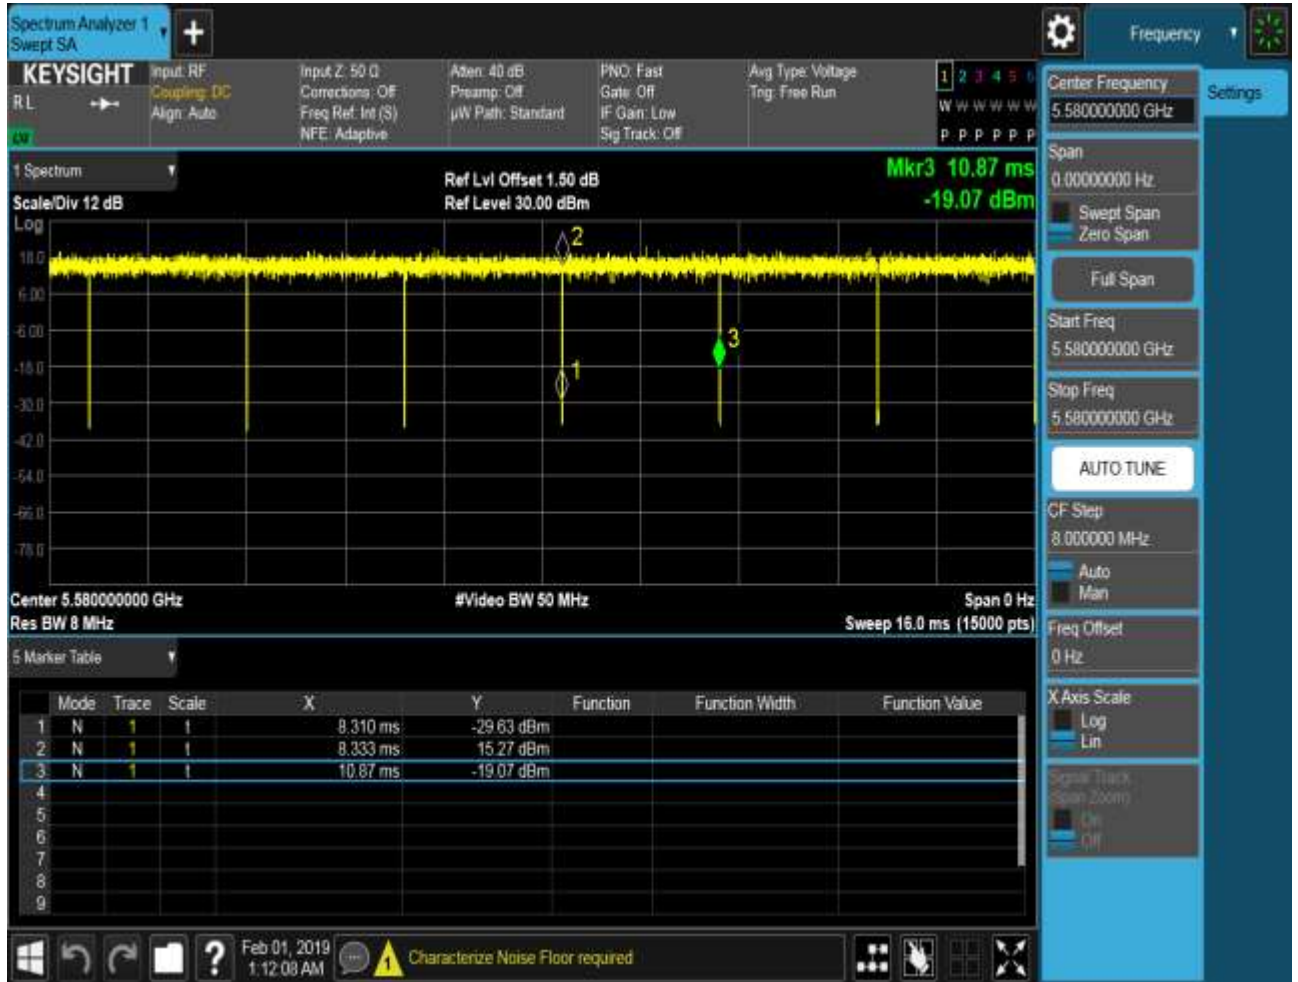 Spectrum Analyzer 1
Swept SA
+
Frequency
KEYSIGHT
RL
Input: RF
Coupling: DC
Align: Auto
Input Z: 50 Ω
Corrections: Off
Freq Ref: Int (S)
NFE: Adaptive
Atten: 40 dB
Preamp: Off
µW Path: Standard
PNO: Fast
Gate: Off
IF Gain: Low
Sig Track: Off
Avg Type: Voltage
Trig: Free Run
1 2 3 4 5 6
W W W W W W
P P P P P P
Center Frequency
5.580000000 GHz
Settings
Span
0.00000000 Hz
Swept Span
Zero Span
Full Span
Start Freq
5.580000000 GHz
Stop Freq
5.580000000 GHz
AUTO TUNE
CF Step
8.000000 MHz
Auto
Man
Freq Offset
0 Hz
X Axis Scale
Log
Lin
Signal Track
(Span Zoom)
On
Off
1 Spectrum
Scale/Div 12 dB
Ref Lvl Offset 1.50 dB
Ref Level 30.00 dBm
Mkr3 10.87 ms
-19.07 dBm
Log
18.0
6.00
-6.00
-18.0
-30.0
-42.0
-54.0
-66.0
-78.0
2
3
1
Center 5.580000000 GHz
#Video BW 50 MHz
Span 0 Hz
Res BW 8 MHz
Sweep 16.0 ms (15000 pts)
5 Marker Table
Mode Trace Scale X Y Function Function Width Function Value
1 N 1 t 8.310 ms -29.63 dBm
2 N 1 t 8.333 ms 15.27 dBm
3 N 1 t 10.87 ms -19.07 dBm
4
5
6
7
8
9
?
Feb 01, 2019
1:12:08 AM
1
Characterize Noise Floor required